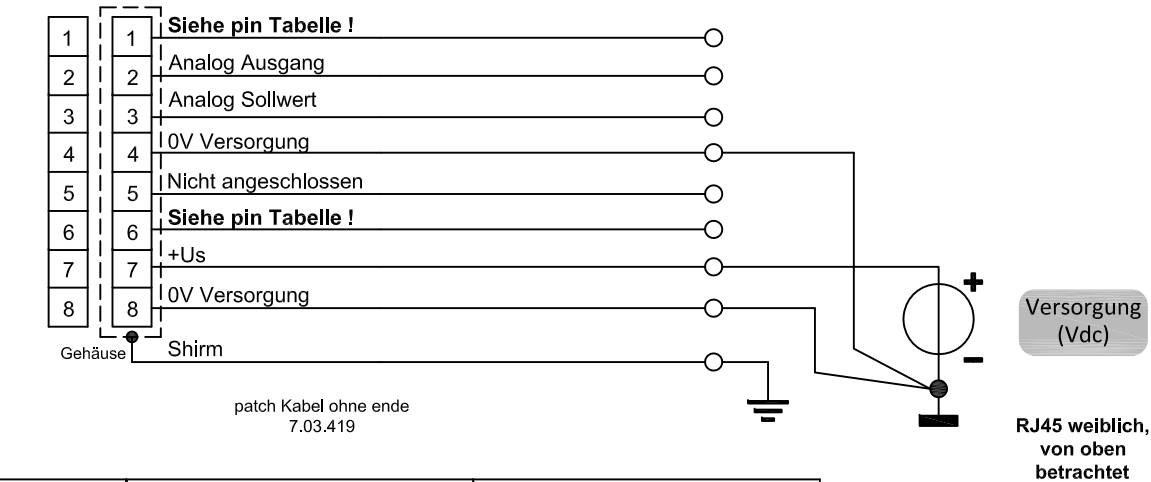 1 1 Siehe pin Tabelle !
2 2 Analog Ausgang
3 3 Analog Sollwert
4 4 0V Versorgung
5 5 Nicht angeschlossen
6 6 Siehe pin Tabelle !
7 7 +Us
8 8 0V Versorgung
Gehäuse Shirm
patch Kabel ohne ende
7.03.419
+
Versorgung
(Vdc)
−
RJ45 weiblich,
von oben
betrachtet